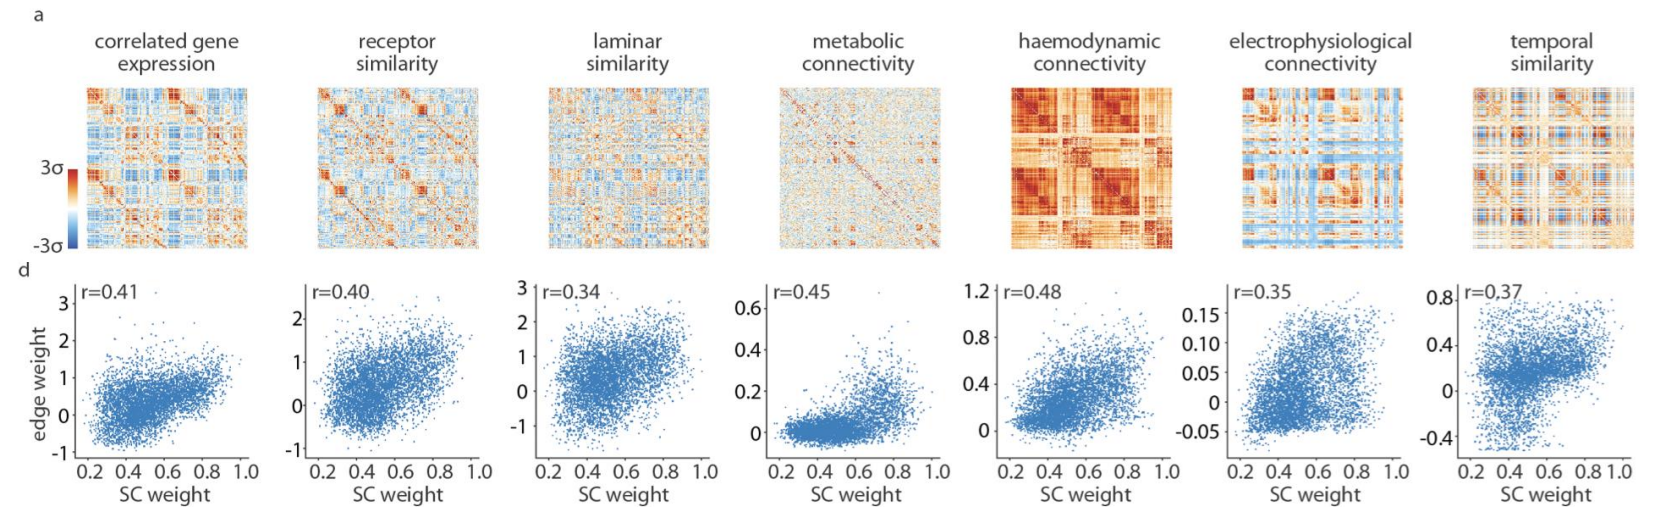 a
correlated gene
expression
receptor
similarity
laminar
similarity
metabolic
connectivity
haemodynamic
connectivity
electrophysiological
connectivity
temporal
similarity
3σ
-3σ
d
edge weight
r=0.41
3
2
1
0
-1
0.2 0.4 0.6 0.8 1.0
SC weight
r=0.40
2
1
0
-1
0.2 0.4 0.6 0.8 1.0
SC weight
r=0.34
3
2
1
0
-1
0.2 0.4 0.6 0.8 1.0
SC weight
r=0.45
0.6
0.4
0.2
0
0.2 0.4 0.6 0.8 1.0
SC weight
r=0.48
1.2
0.8
0.4
0
0.2 0.4 0.6 0.8 1.0
SC weight
r=0.35
0.15
0.10
0.05
0
-0.05
0.2 0.4 0.6 0.8 1.0
SC weight
r=0.37
0.8
0.4
0
-0.4
0.2 0.4 0.6 0.8 1.0
SC weight